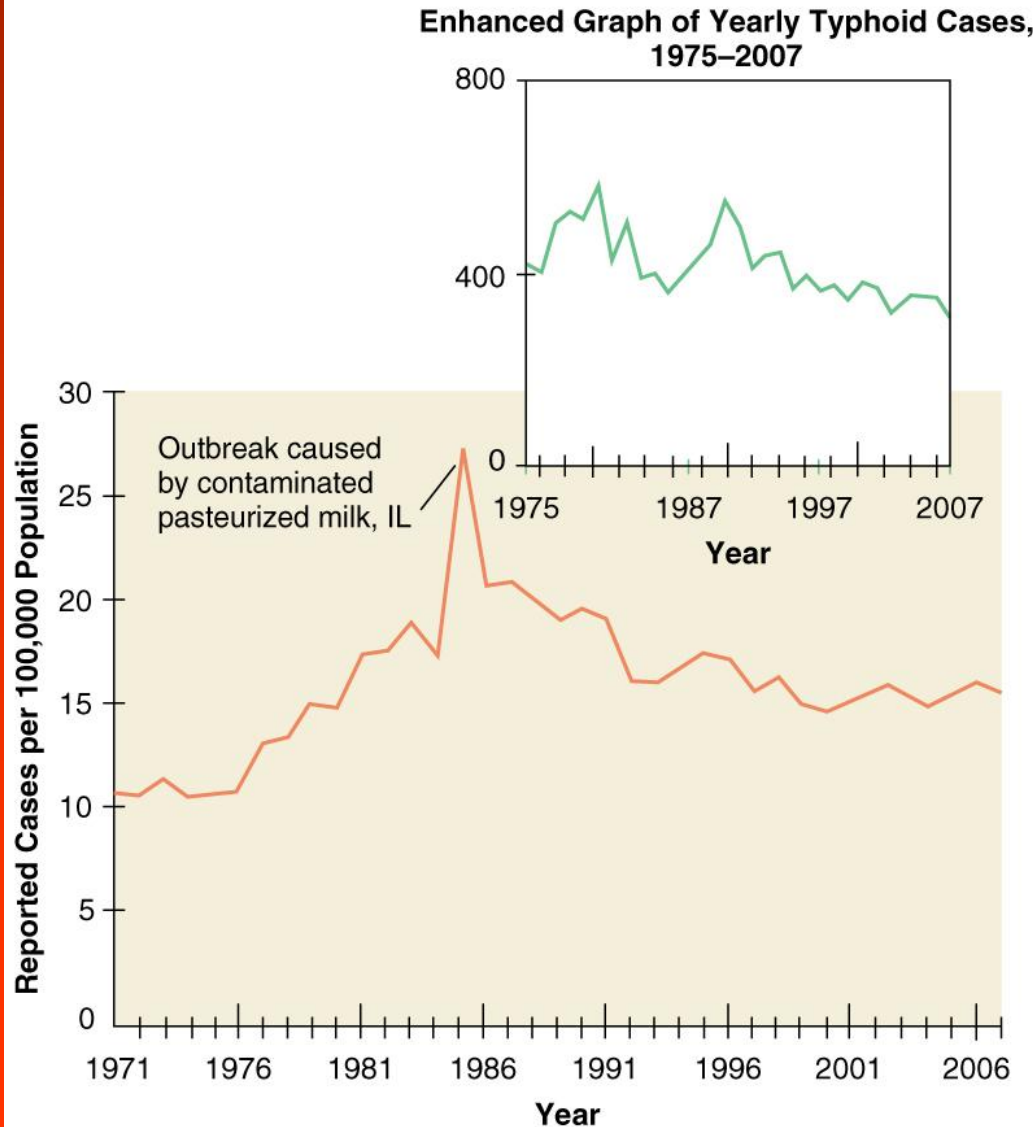 Enhanced Graph of Yearly Typhoid Cases,
1975–2007
800
400
0
1975 1987 1997 2007
Year
30
25
20
15
10
5
0
Reported Cases per 100,000 Population
Outbreak caused
by contaminated
pasteurized milk, IL
1971 1976 1981 1986 1991 1996 2001 2006
Year